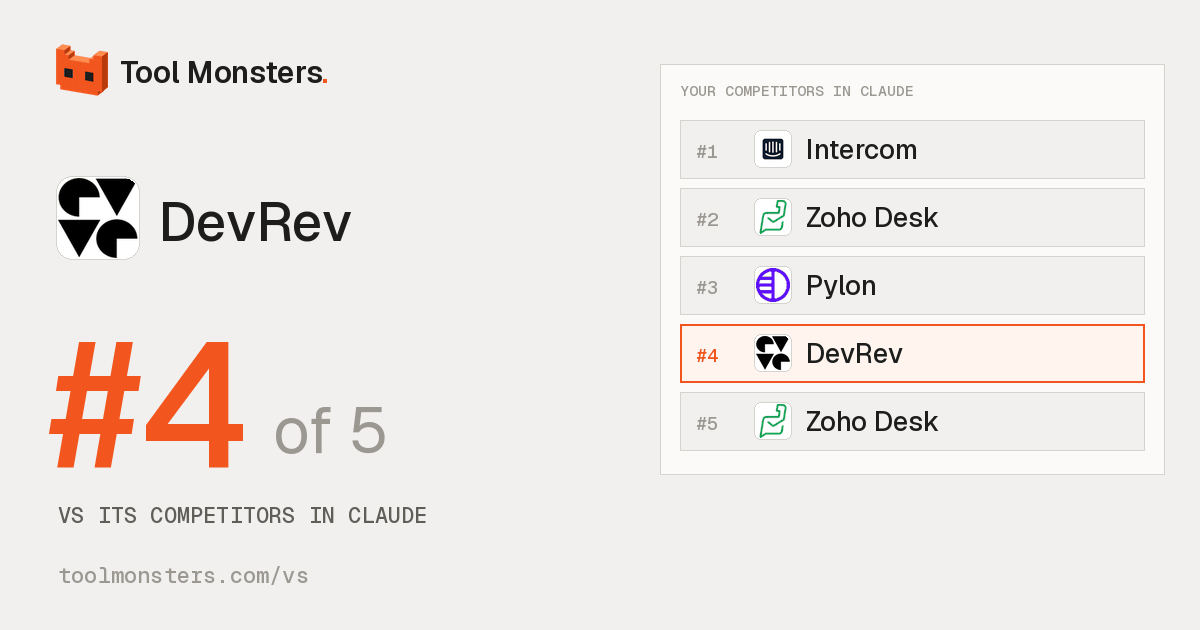 Tool Monsters.
DevRev
#4 of 5
VS ITS COMPETITORS IN CLAUDE
toolmonsters.com/vs
YOUR COMPETITORS IN CLAUDE
#1 Intercom
#2 Zoho Desk
#3 Pylon
#4 DevRev
#5 Zoho Desk